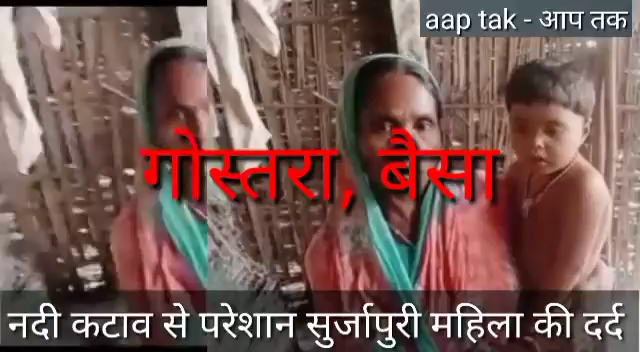 aap tak - आप तक
गोस्तरा, बैसा
नदी कटाव से परेशान सुर्जापुरी महिला की दर्द